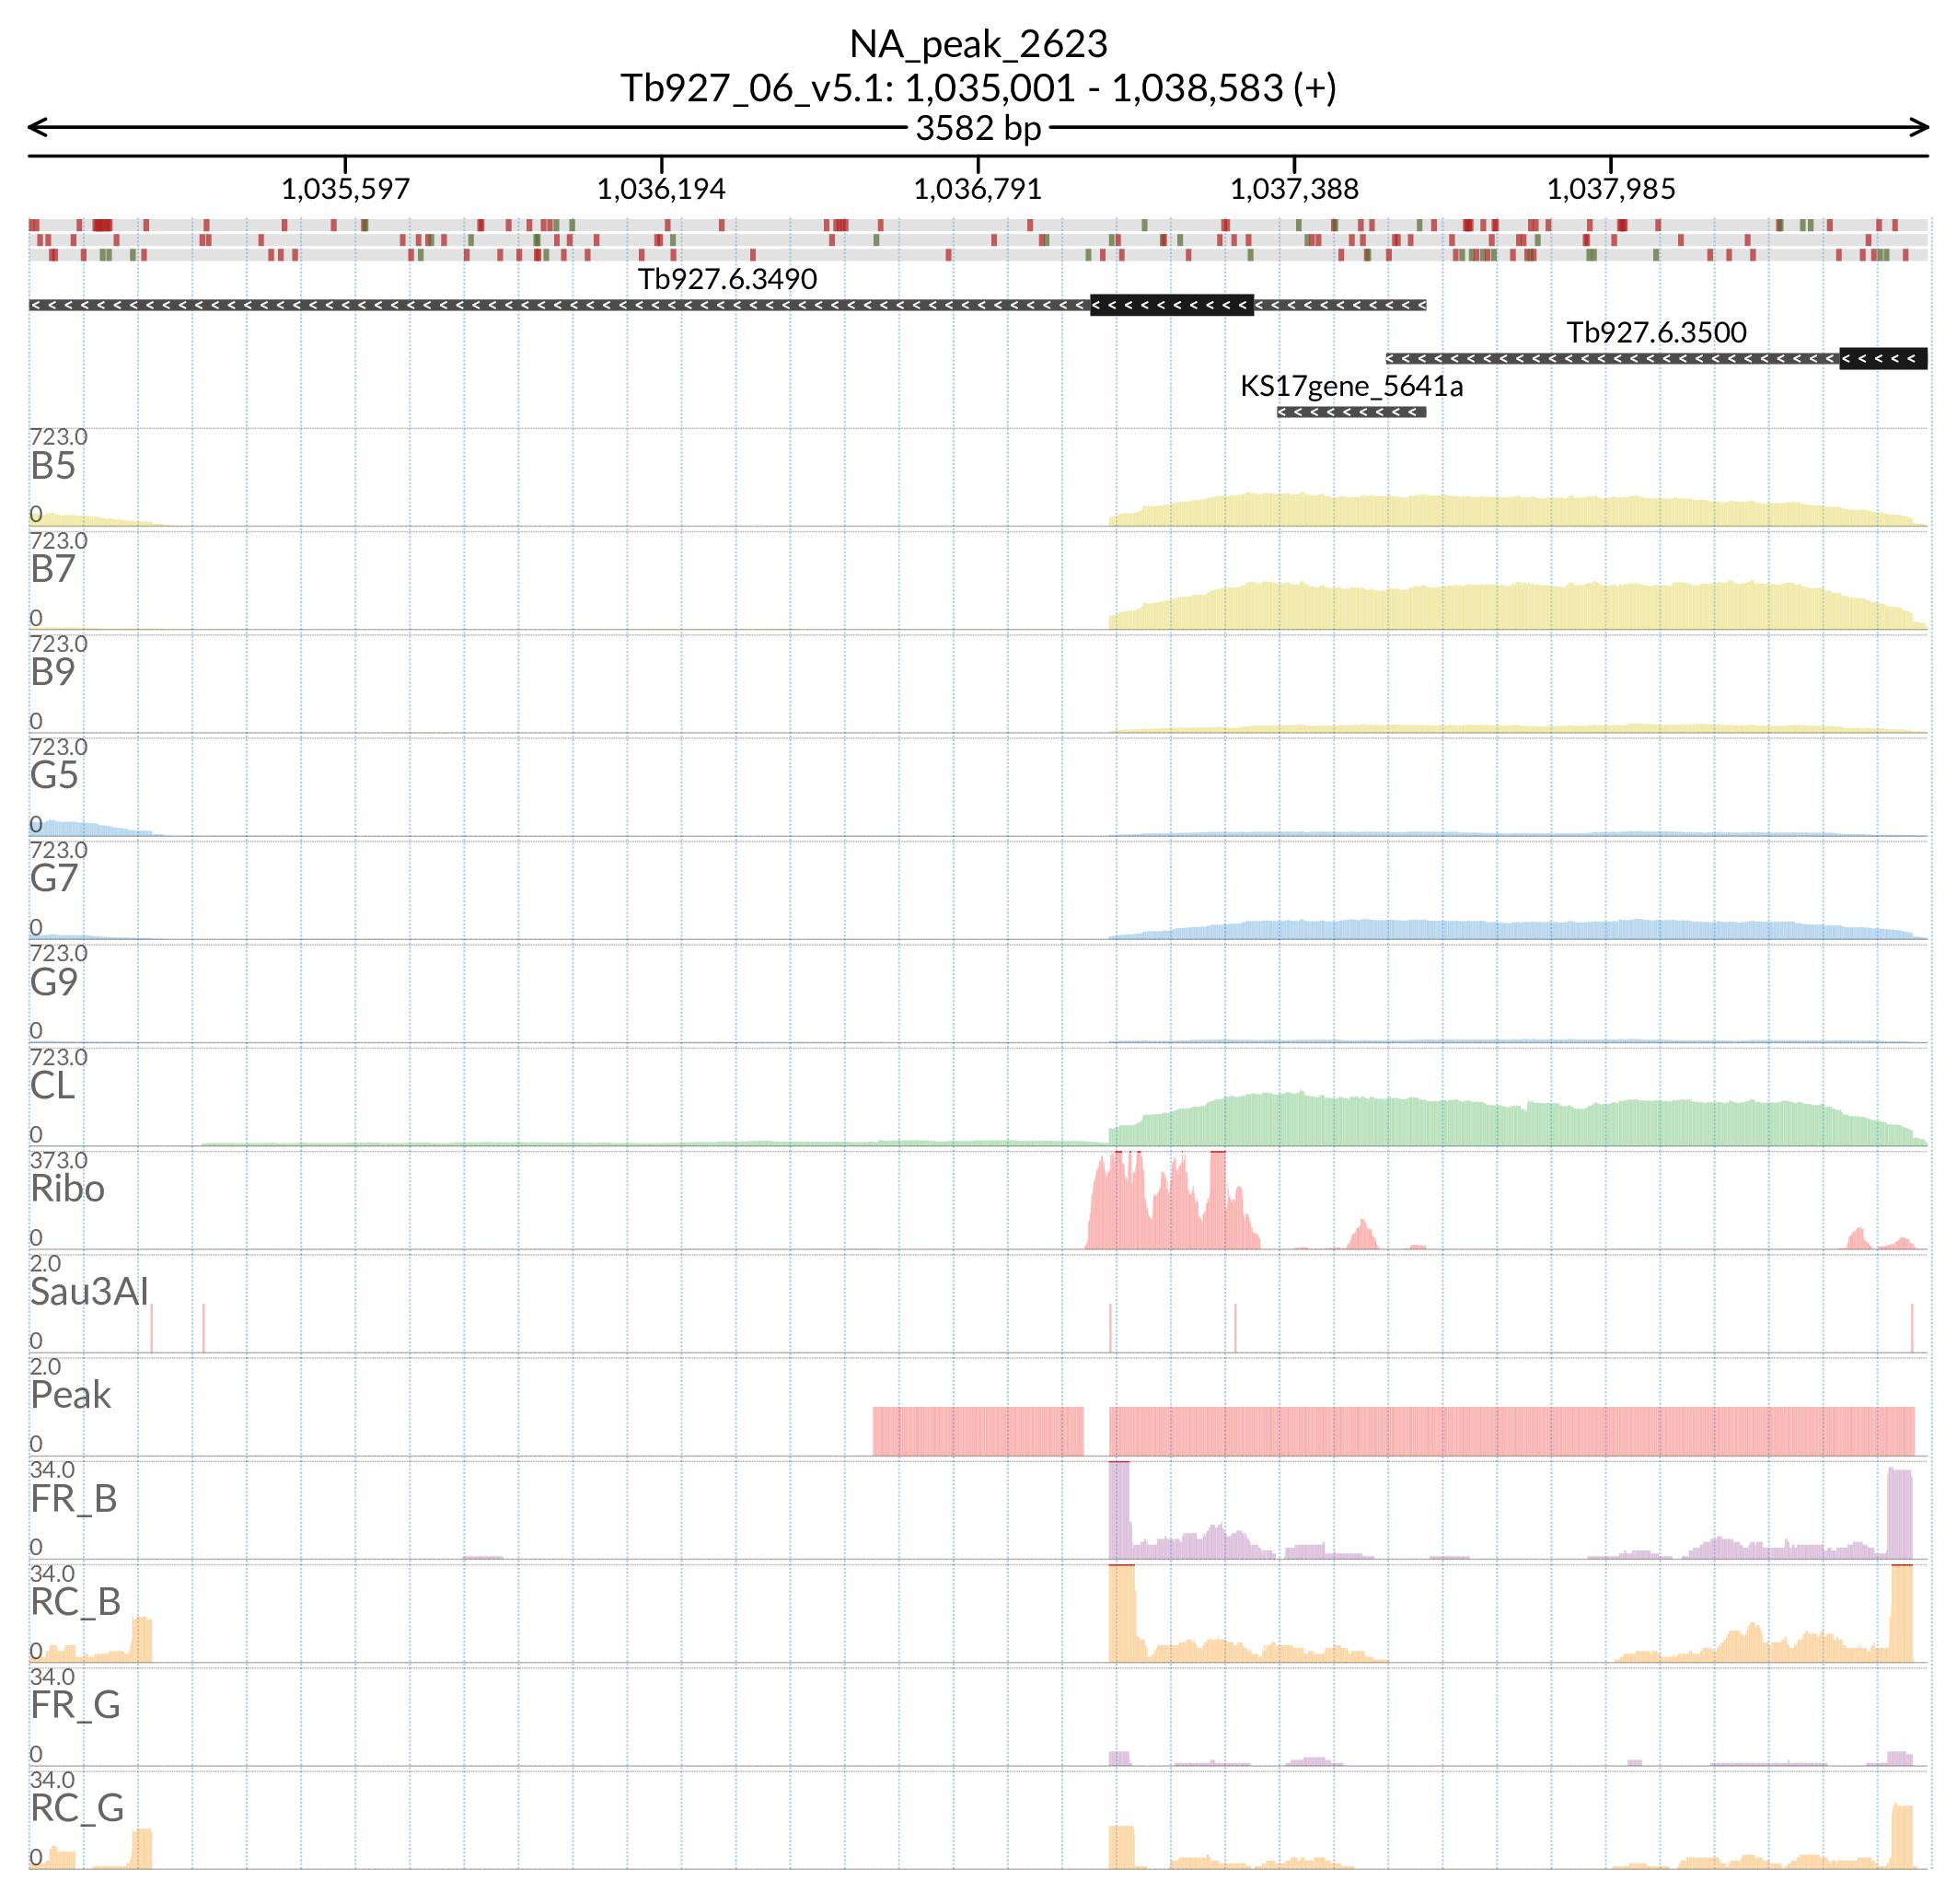 NA_peak_2623
Tb927_06_v5.1: 1,035,001 - 1,038,583 (+)
3582 bp
1,035,597 1,036,194 1,036,791 1,037,388 1,037,985
Tb927.6.3490
Tb927.6.3500
KS17gene_5641a
723.0
B5
0
723.0
B7
0
723.0
B9
0
723.0
G5
0
723.0
G7
0
723.0
G9
0
723.0
CL
0
373.0
Ribo
0
2.0
Sau3AI
0
2.0
Peak
0
34.0
FR_B
0
34.0
RC_B
0
34.0
FR_G
0
34.0
RC_G
0